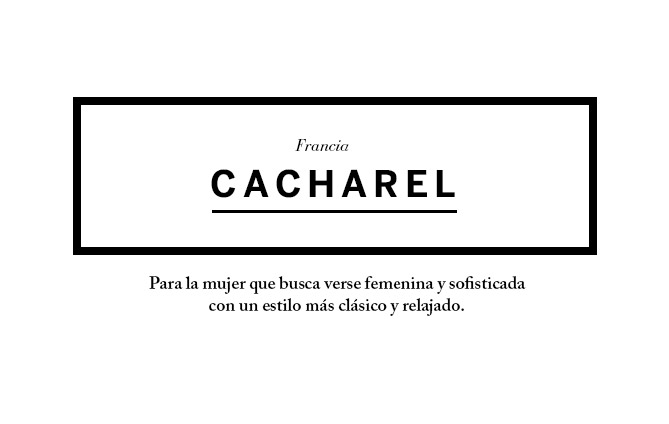 Francia
CACHAREL
Para la mujer que busca verse femenina y sofisticada
con un estilo más clásico y relajado.